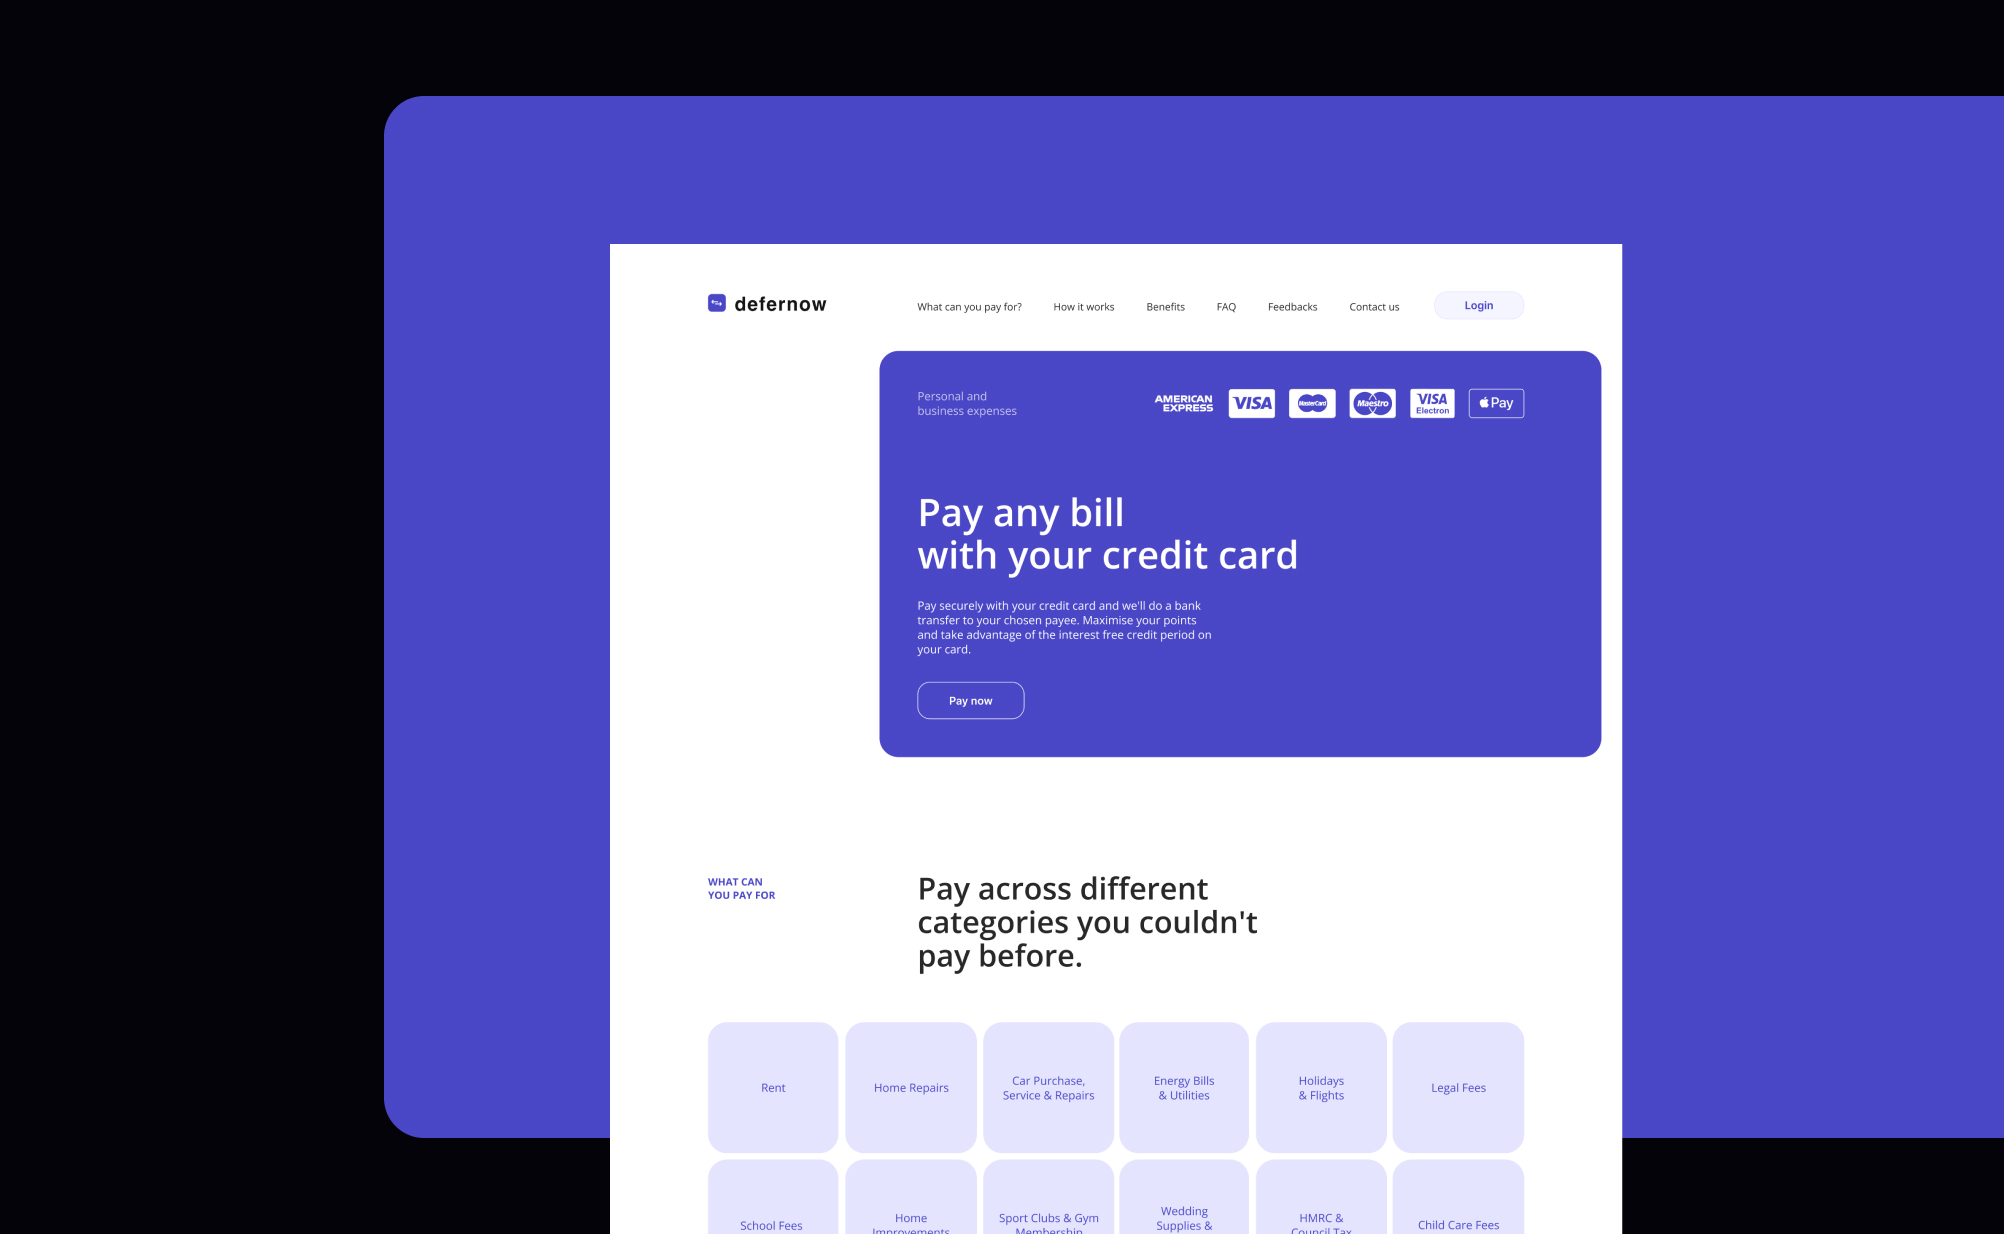 defernow
What can you pay for? How it works Benefits FAQ Feedbacks Contact us Login
Personal and
business expenses
AMERICAN
EXPRESS
VISA
MasterCard
Maestro
VISA
Electron
Pay
Pay any bill
with your credit card
Pay securely with your credit card and we'll do a bank
transfer to your chosen payee. Maximise your points
and take advantage of the interest free credit period on
your card.
Pay now
WHAT CAN
YOU PAY FOR
Pay across different
categories you couldn't
pay before.
Rent
Home Repairs
Car Purchase,
Service & Repairs
Energy Bills
& Utilities
Holidays
& Flights
Legal Fees
School Fees
Home
Improvements
Sport Clubs & Gym
Membership
Wedding
Supplies &
HMRC &
Council Tax
Child Care Fees